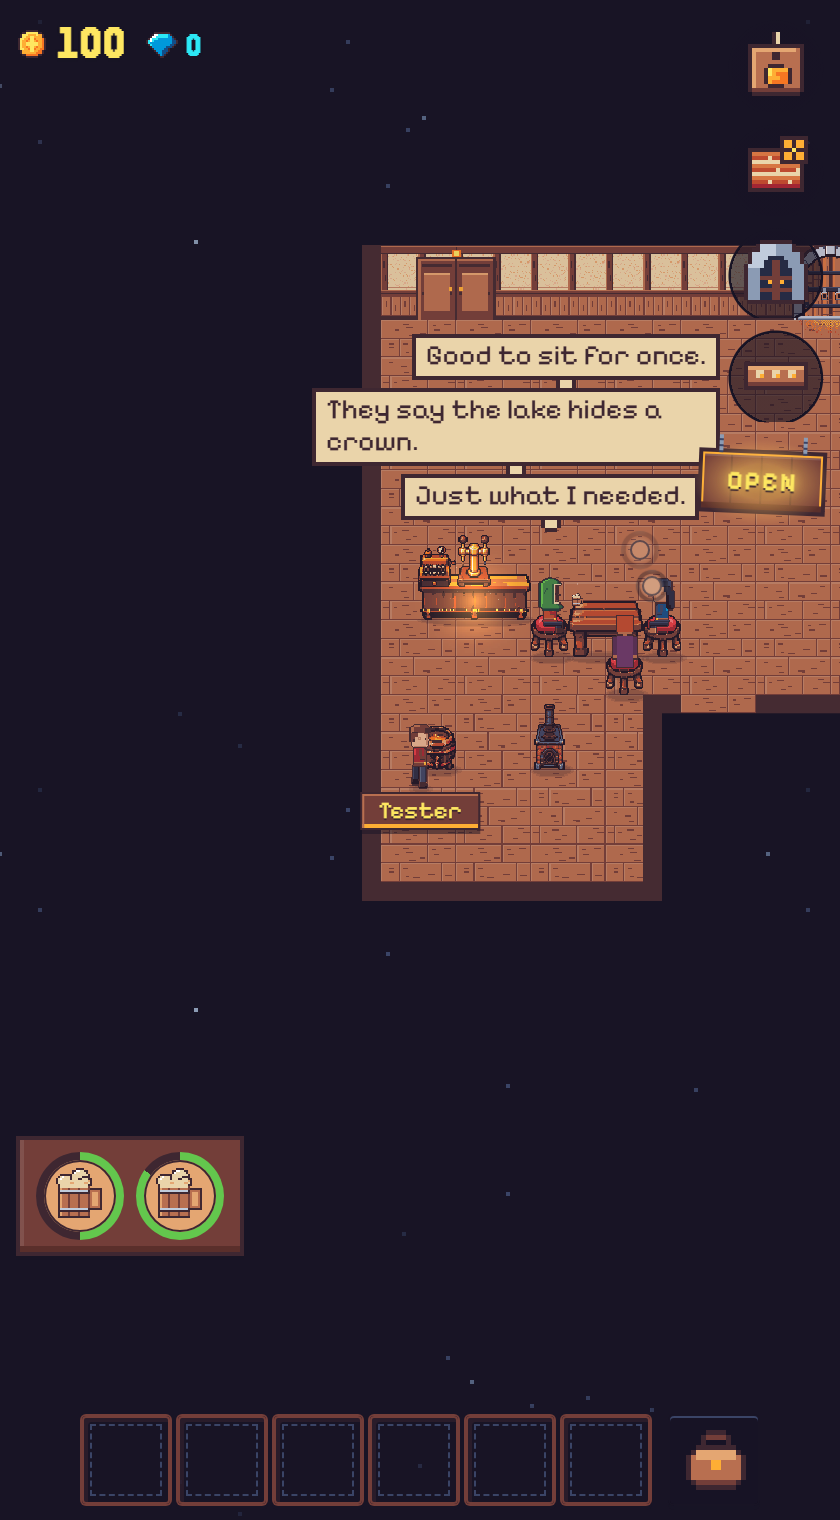 100
0
Good to sit for once.
They say the lake hides a
crown.
Just what I needed.
OPEN
Tester